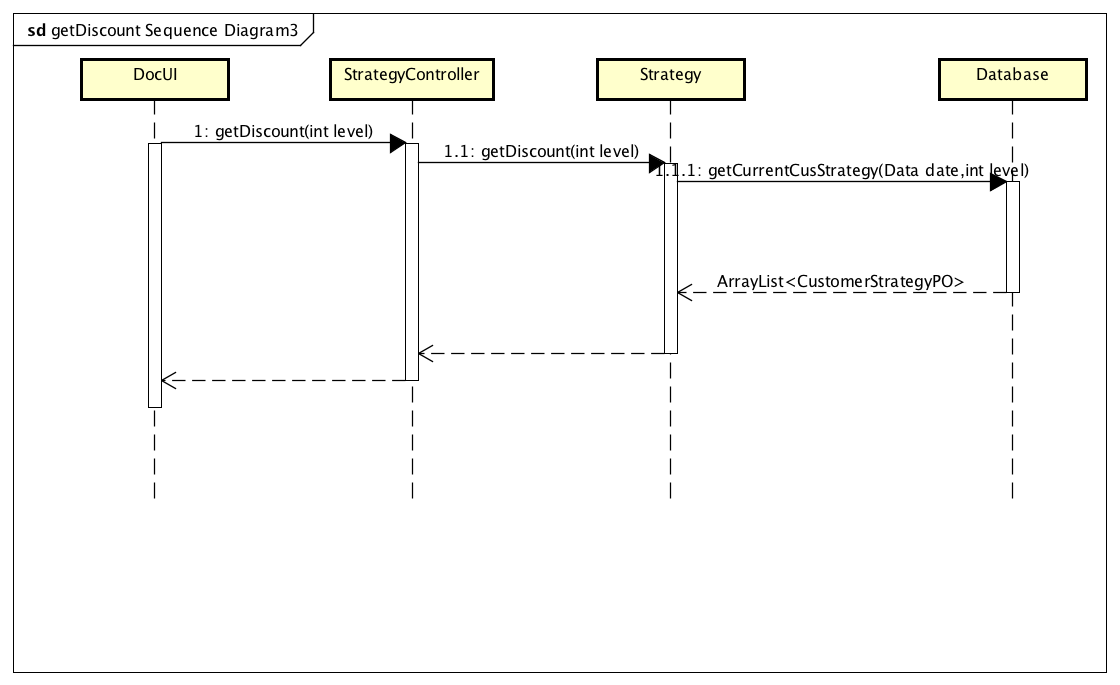 sd getDiscount Sequence Diagram3
DocUI
StrategyController
Strategy
Database
1: getDiscount(int level)
1.1: getDiscount(int level)
1.1.1: getCurrentCusStrategy(Data date,int level)
ArrayList<CustomerStrategyPO>